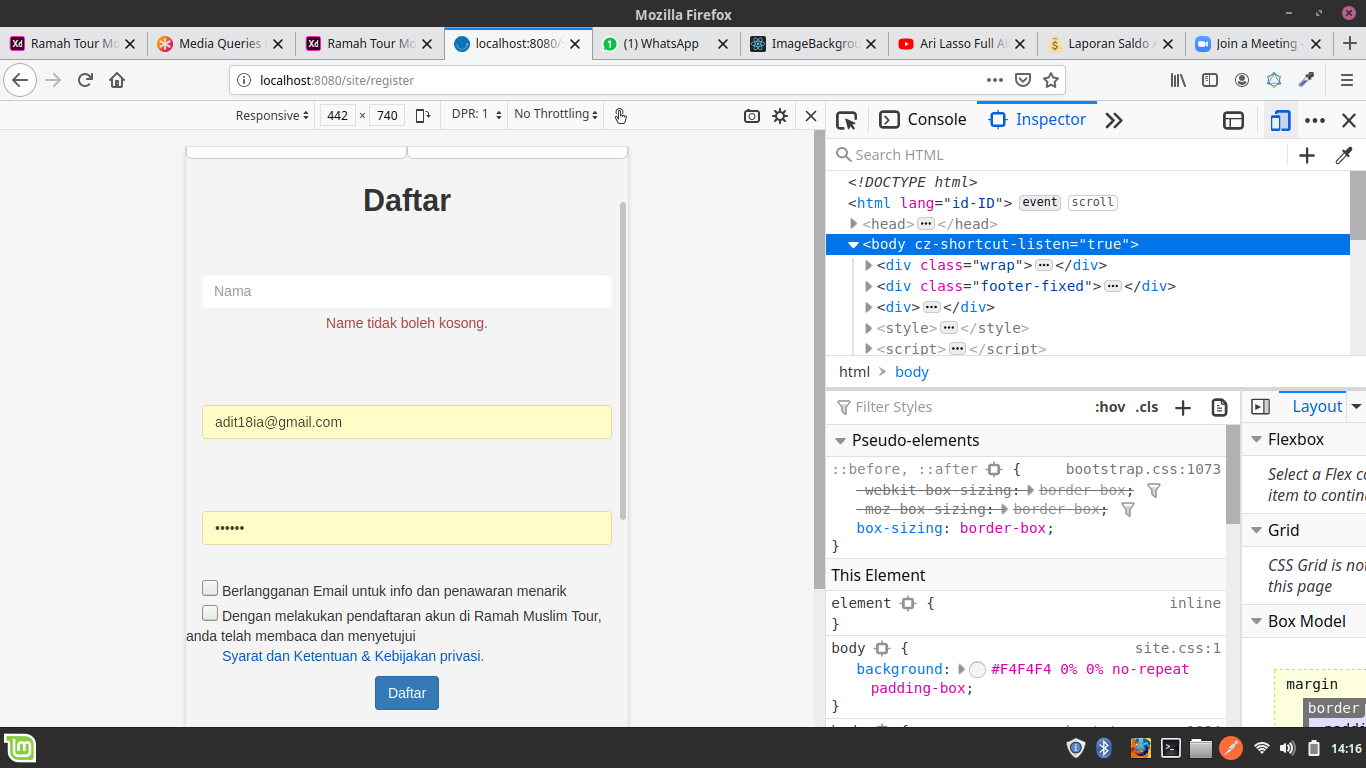 Mozilla Firefox
Ramah Tour Mo
Media Queries
Ramah Tour Mo
localhost:8080/s
(1) WhatsApp
ImageBackgrou
Ari Lasso Full Al
Laporan Saldo A
Join a Meeting -
localhost:8080/site/register
Responsive 442 × 740 DPR: 1 No Throttling
Console Inspector
Search HTML
<!DOCTYPE html>
<html lang="id-ID"> event scroll
<head> ••• </head>
<body cz-shortcut-listen="true">
<div class="wrap"> ••• </div>
<div class="footer-fixed"> ••• </div>
<div> ••• </div>
<style> ••• </style>
<script> ••• </script>
html > body
Filter Styles :hov .cls
Pseudo-elements
::before, ::after { bootstrap.css:1073
-webkit-box-sizing: border-box;
-moz-box-sizing: border-box;
box-sizing: border-box;
}
This Element
element { inline
}
body { site.css:1
background: #F4F4F4 0% 0% no-repeat
padding-box;
}
Layout
Flexbox
Select a Flex co
item to contin
Grid
CSS Grid is not
this page
Box Model
margin
border
Daftar
Nama
Name tidak boleh kosong.
adit18ia@gmail.com
••••••
Berlangganan Email untuk info dan penawaran menarik
Dengan melakukan pendaftaran akun di Ramah Muslim Tour,
anda telah membaca dan menyetujui
Syarat dan Ketentuan & Kebijakan privasi.
Daftar
14:16